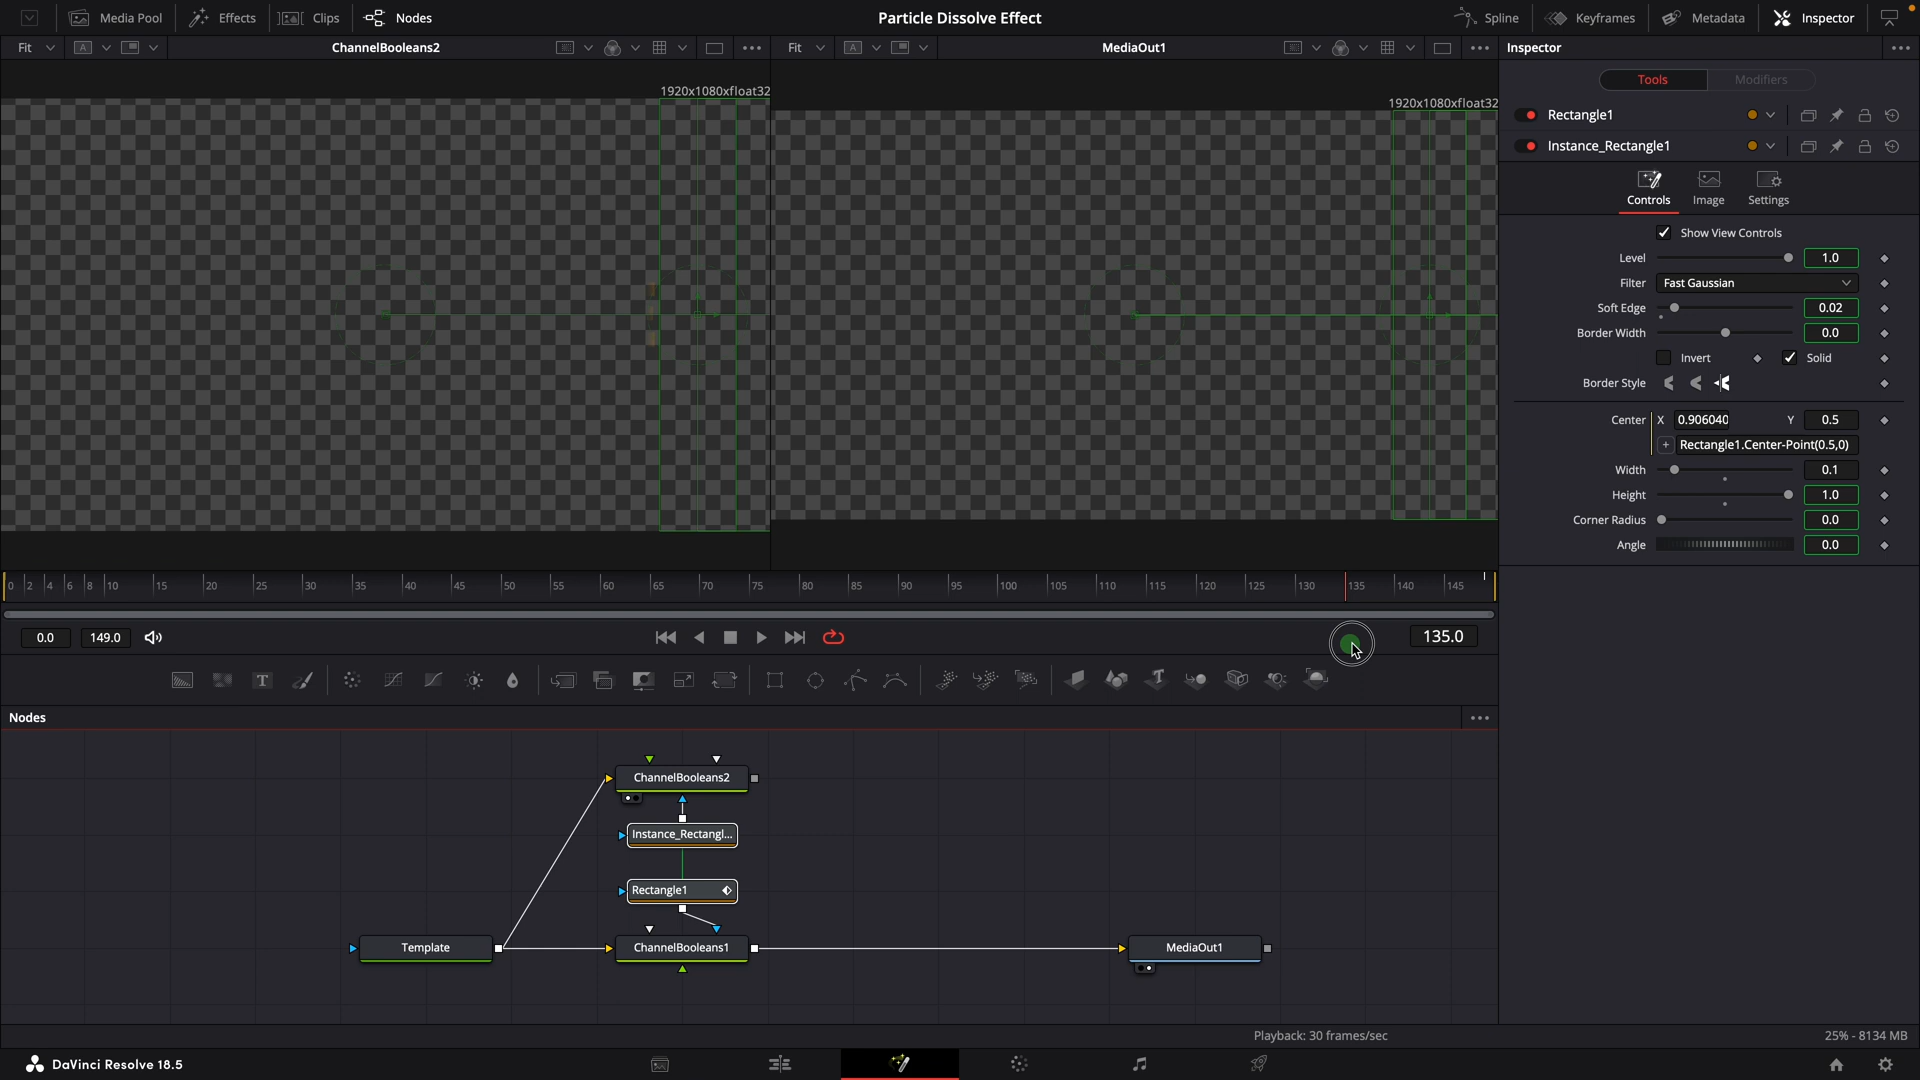 Media Pool
Effects
Clips
Nodes
Particle Dissolve Effect
Spline
Keyframes
Metadata
Inspector
Fit
A
ChannelBooleans2
Fit
A
MediaOut1
Inspector
1920x1080xfloat32
1920x1080xfloat32
Tools
Modifiers
Rectangle1
Instance_Rectangle1
Controls
Image
Settings
Show View Controls
Level
1.0
Filter
Fast Gaussian
Soft Edge
0.02
Border Width
0.0
Invert
Solid
Border Style
Center X 0.906040 Y 0.5
+ Rectangle1.Center-Point(0.5,0)
Width
0.1
Height
1.0
Corner Radius
0.0
Angle
0.0
0 2 4 6 8 10 15 20 25 30 35 40 45 50 55 60 65 70 75 80 85 90 95 100 105 110 115 120 125 130 135 140 145
0.0
149.0
135.0
T
T
Nodes
ChannelBooleans2
Instance_Rectangl...
Rectangle1
Template
ChannelBooleans1
MediaOut1
Playback: 30 frames/sec
25% - 8134 MB
DaVinci Resolve 18.5